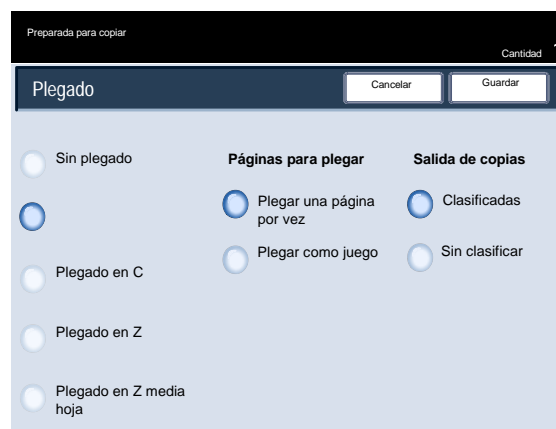 Preparada para copiar
Cantidad
Plegado
Cancelar
Guardar
Sin plegado
Plegado en C
Plegado en Z
Plegado en Z media
hoja
Páginas para plegar
Plegar una página
por vez
Plegar como juego
Salida de copias
Clasificadas
Sin clasificar